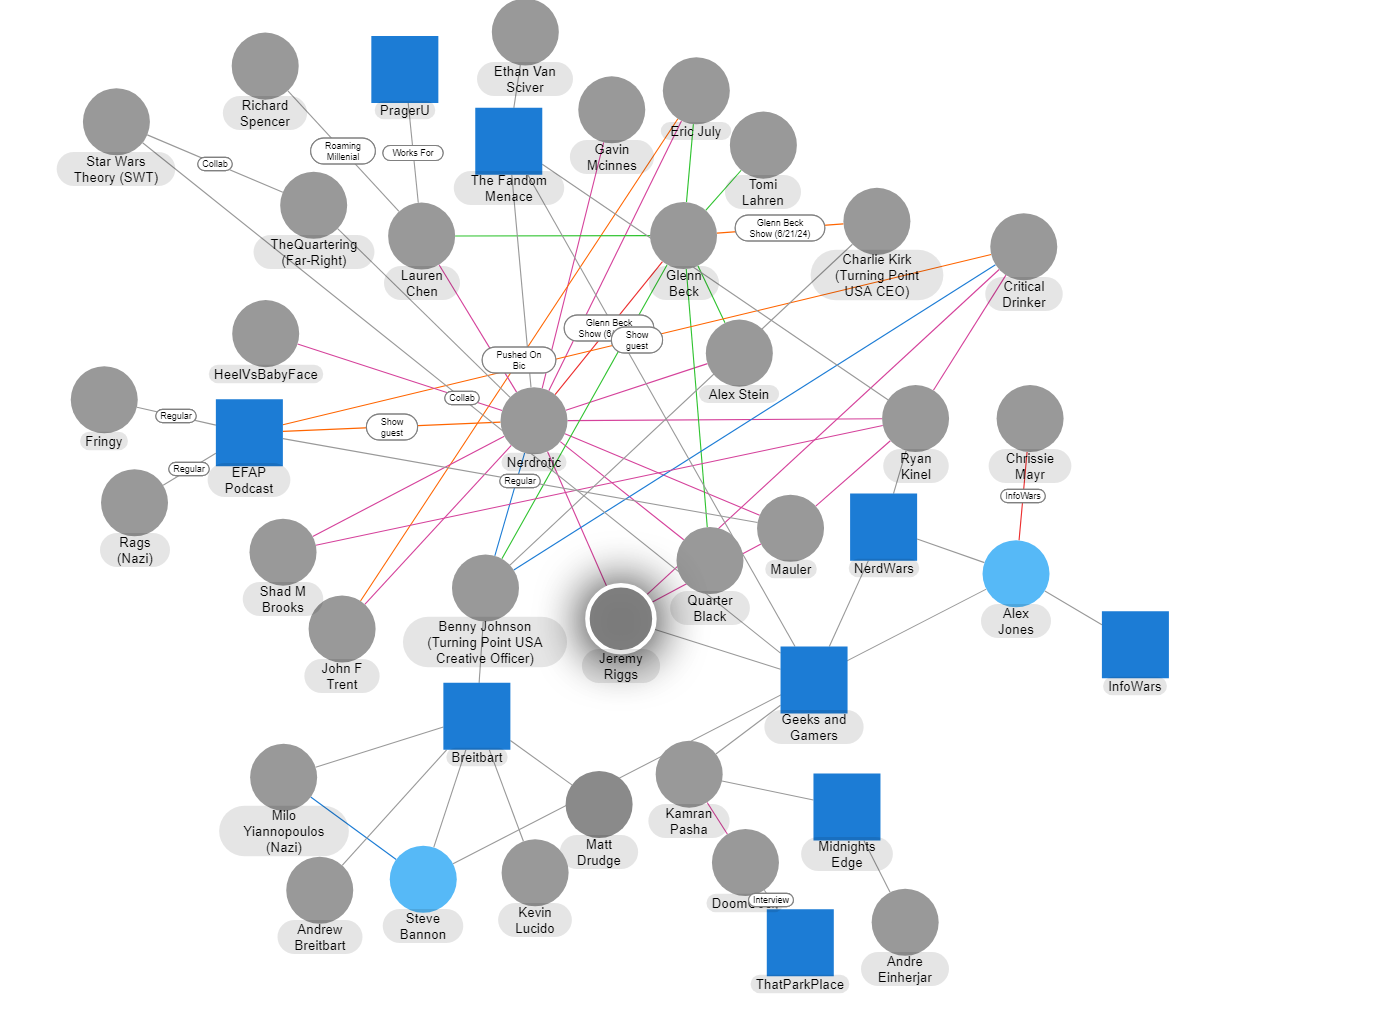 Ethan Van
Sciver
Richard
Spencer
PragerU
Eric July
Star Wars
Theory (SWT)
Collab
Roaming
Millenial
Works For
Gavin
Mcinnes
The Fandom
Menace
Tomi
Lahren
TheQuartering
(Far-Right)
Lauren
Chen
Glenn
Beck
Glenn Beck
Show (6/21/24)
Charlie Kirk
(Turning Point
USA CEO)
Critical
Drinker
HeelVsBabyFace
Glenn Beck
Show
Show
guest
Pushed On
Bic
Alex Stein
Fringy
Regular
EFAP
Podcast
Show
guest
Collab
Nerdrotic
Regular
Ryan
Kinel
Chrissie
Mayr
InfoWars
Rags
(Nazi)
Regular
Shad M
Brooks
John F
Trent
Benny Johnson
(Turning Point USA
Creative Officer)
Jeremy
Riggs
Quarter
Black
Mauler
NerdWars
Alex
Jones
InfoWars
Geeks and
Gamers
Breitbart
Milo
Yiannopoulos
(Nazi)
Matt
Drudge
Kamran
Pasha
Midnights
Edge
Andrew
Breitbart
Steve
Bannon
Kevin
Lucido
Interview
ThatParkPlace
Andre
Einherjar